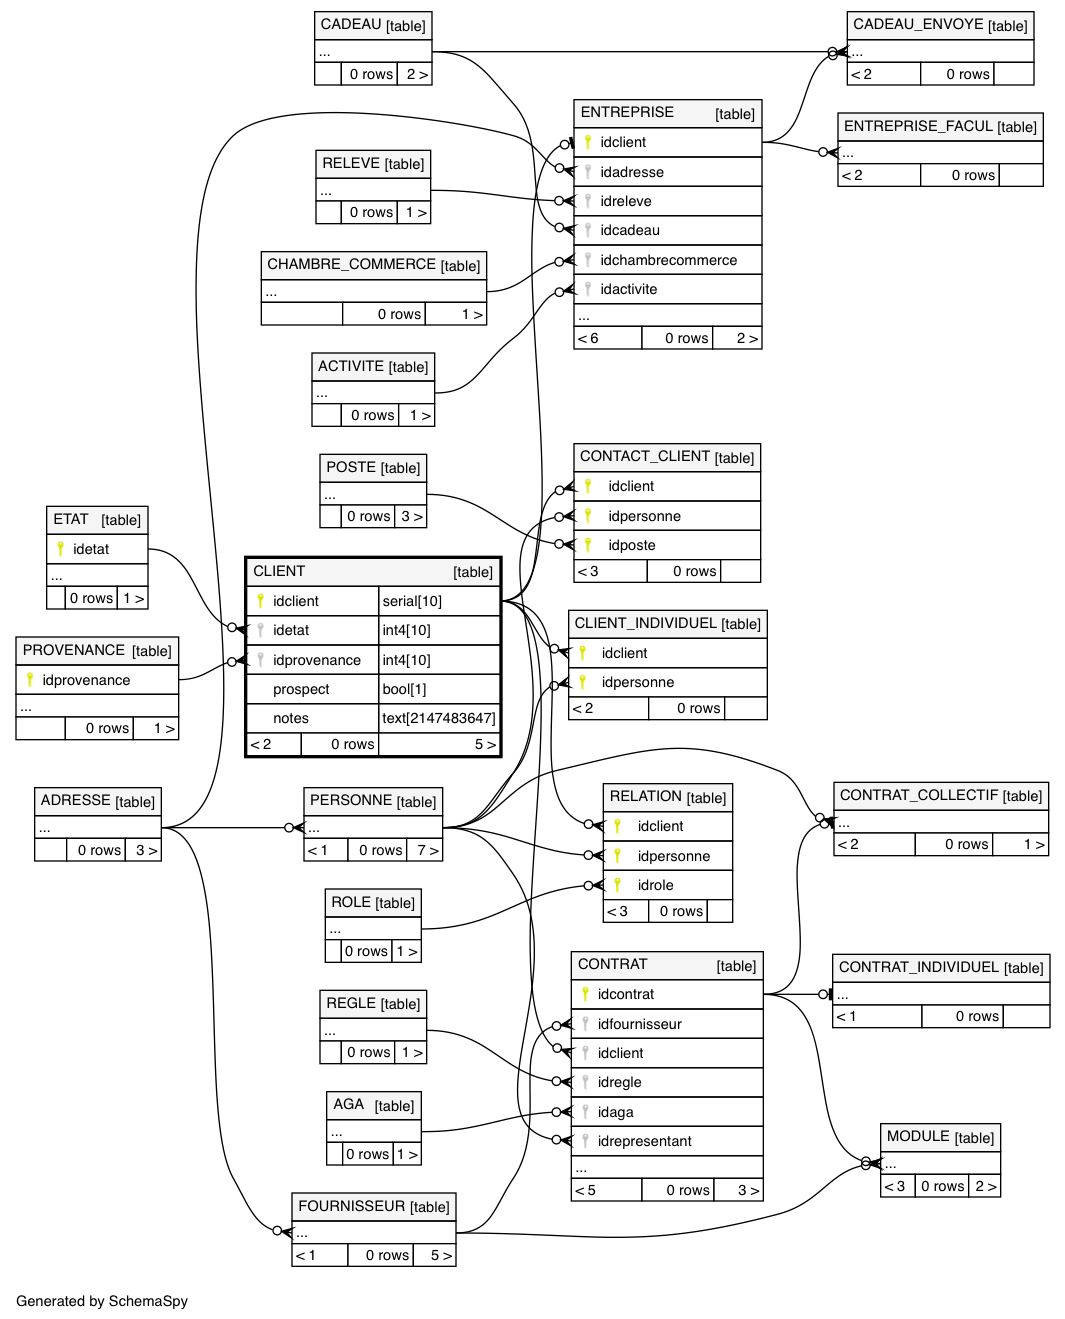 CADEAU [table]
...
0 rows 2 >
CADEAU_ENVOYE [table]
...
< 2 0 rows
ENTREPRISE [table]
idclient
idadresse
idreleve
idcadeau
idchambrecommerce
idactivite
...
< 6 0 rows 2 >
ENTREPRISE_FACUL [table]
...
< 2 0 rows
RELEVE [table]
...
0 rows 1 >
CHAMBRE_COMMERCE [table]
...
0 rows 1 >
ACTIVITE [table]
...
0 rows 1 >
POSTE [table]
...
0 rows 3 >
CONTACT_CLIENT [table]
idclient
idpersonne
idposte
< 3 0 rows
ETAT [table]
idetat
...
0 rows 1 >
PROVENANCE [table]
idprovenance
...
0 rows 1 >
CLIENT [table]
idclient serial[10]
idetat int4[10]
idprovenance int4[10]
prospect bool[1]
notes text[2147483647]
< 2 0 rows 5 >
CLIENT_INDIVIDUEL [table]
idclient
idpersonne
< 2 0 rows
ADRESSE [table]
...
0 rows 3 >
PERSONNE [table]
...
< 1 0 rows 7 >
RELATION [table]
idclient
idpersonne
idrole
< 3 0 rows
CONTRAT_COLLECTIF [table]
...
< 2 0 rows 1 >
ROLE [table]
...
0 rows 1 >
CONTRAT [table]
idcontrat
idfournisseur
idclient
idregle
idaga
idrepresentant
...
< 5 0 rows 3 >
CONTRAT_INDIVIDUEL [table]
...
< 1 0 rows
REGLE [table]
...
0 rows 1 >
AGA [table]
...
0 rows 1 >
MODULE [table]
...
< 3 0 rows 2 >
FOURNISSEUR [table]
...
< 1 0 rows 5 >
Generated by SchemaSpy